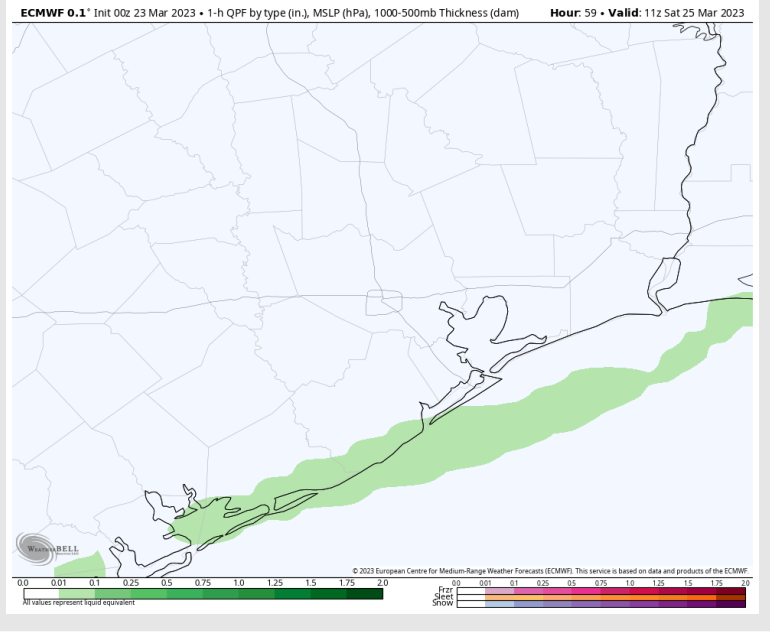 ECMWF 0.1° Init 00z 23 Mar 2023 • 1-h QPF by type (in.), MSLP (hPa), 1000-500mb Thickness (dam) Hour: 59 • Valid: 11z Sat 25 Mar 2023
WEATHERBELL
© 2023 European Centre for Medium-Range Weather Forecasts (ECMWF). This service is based on data and products of the ECMWF.
0.0 0.01 0.1 0.25 0.5 0.75 1.0 1.25 1.5 1.75 2.0
All values represent liquid equivalent
0.0 0.01 0.1 0.25 0.5 0.75 1.0 1.25 1.5 1.75 2.0
Frzr
Sleet
Snow